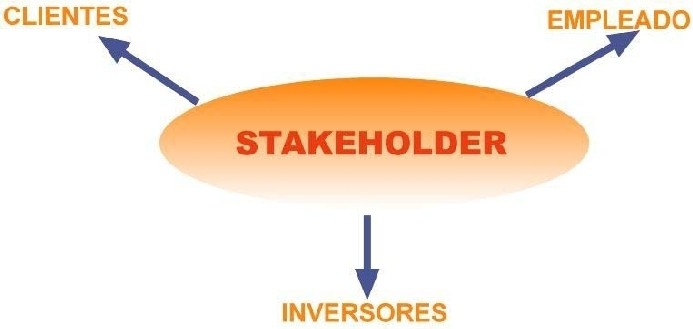 CLIENTES
EMPLEADO
STAKEHOLDER
INVERSORES